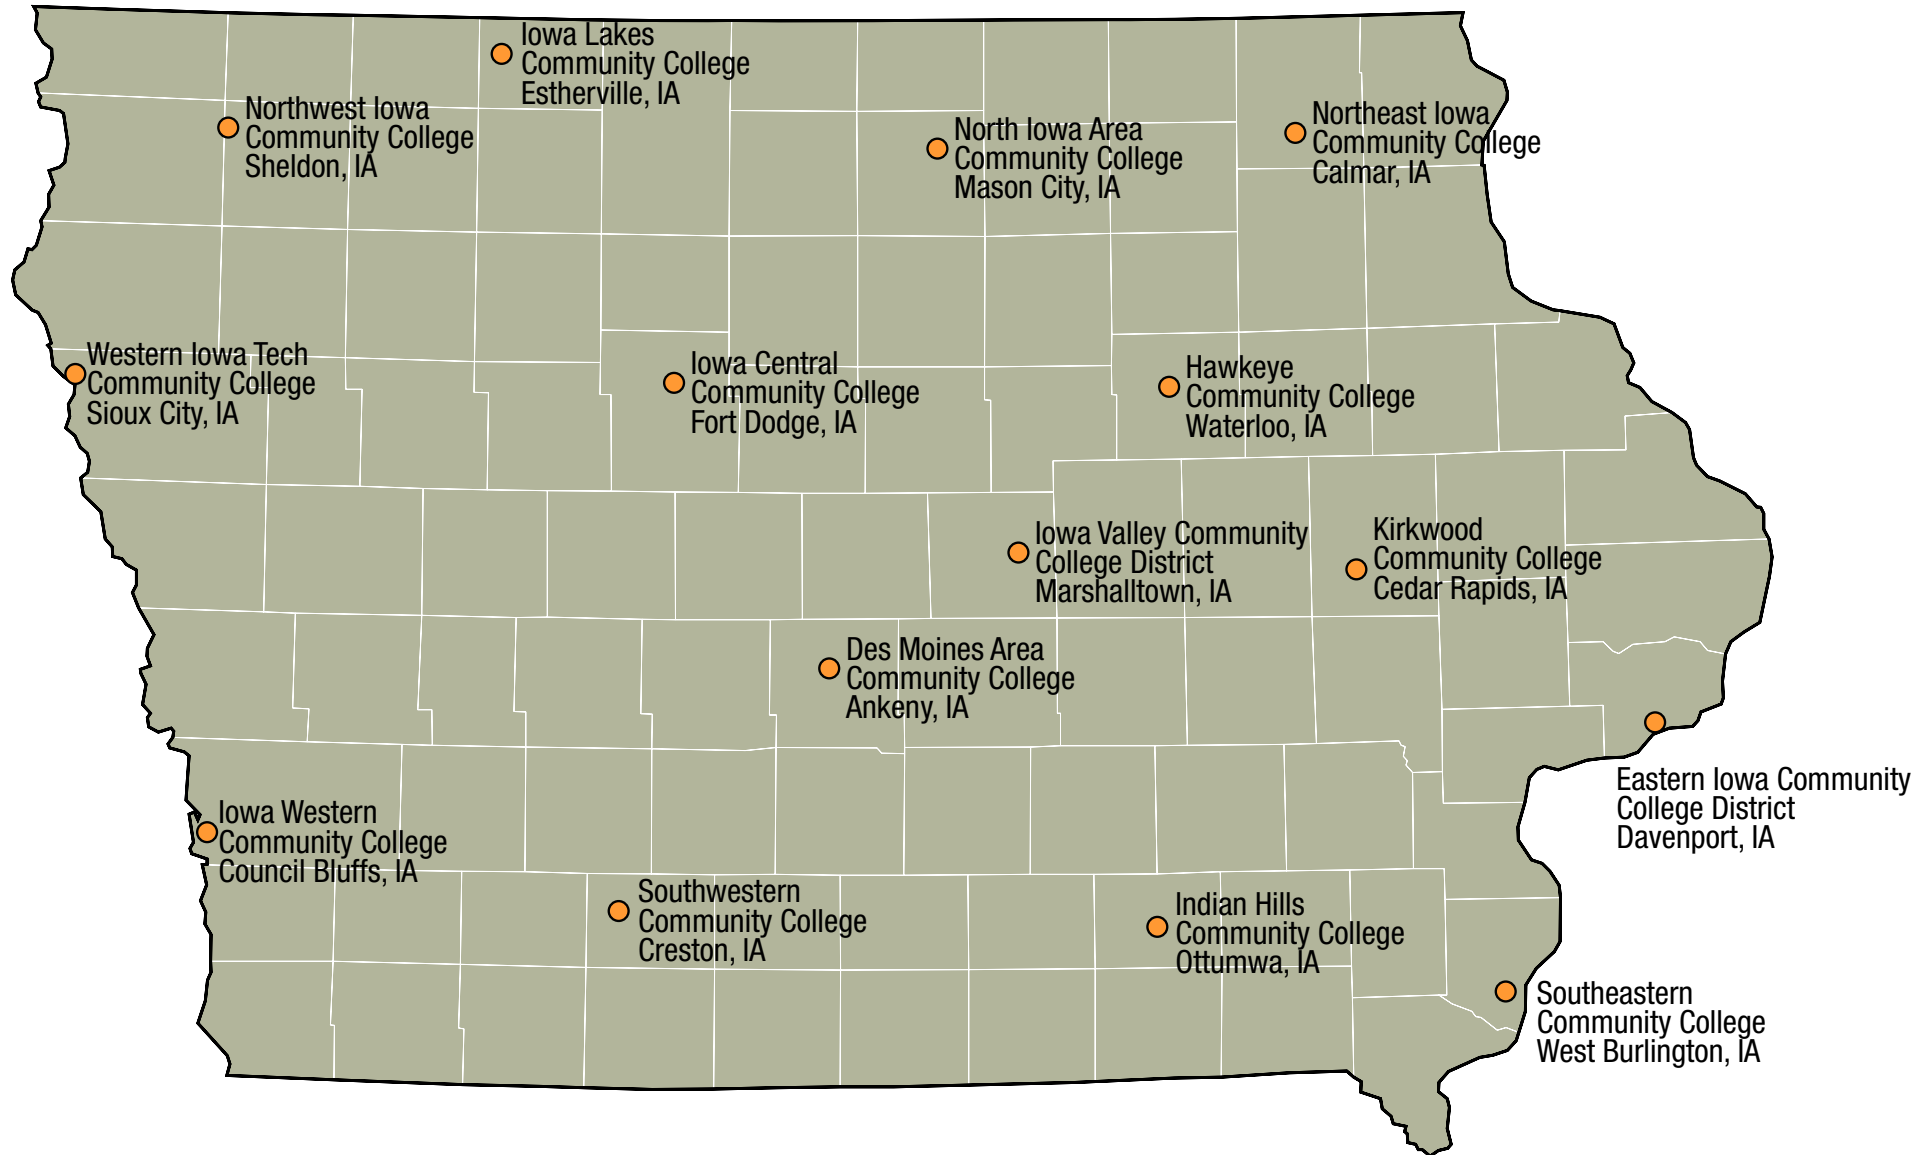 Iowa Lakes
Community College
Estherville, IA
Northwest Iowa
Community College
Sheldon, IA
North Iowa Area
Community College
Mason City, IA
Northeast Iowa
Community College
Calmar, IA
Western Iowa Tech
Community College
Sioux City, IA
Iowa Central
Community College
Fort Dodge, IA
Hawkeye
Community College
Waterloo, IA
Iowa Valley Community
College District
Marshalltown, IA
Kirkwood
Community College
Cedar Rapids, IA
Des Moines Area
Community College
Ankeny, IA
Eastern Iowa Community
College District
Davenport, IA
Iowa Western
Community College
Council Bluffs, IA
Southwestern
Community College
Creston, IA
Indian Hills
Community College
Ottumwa, IA
Southeastern
Community College
West Burlington, IA